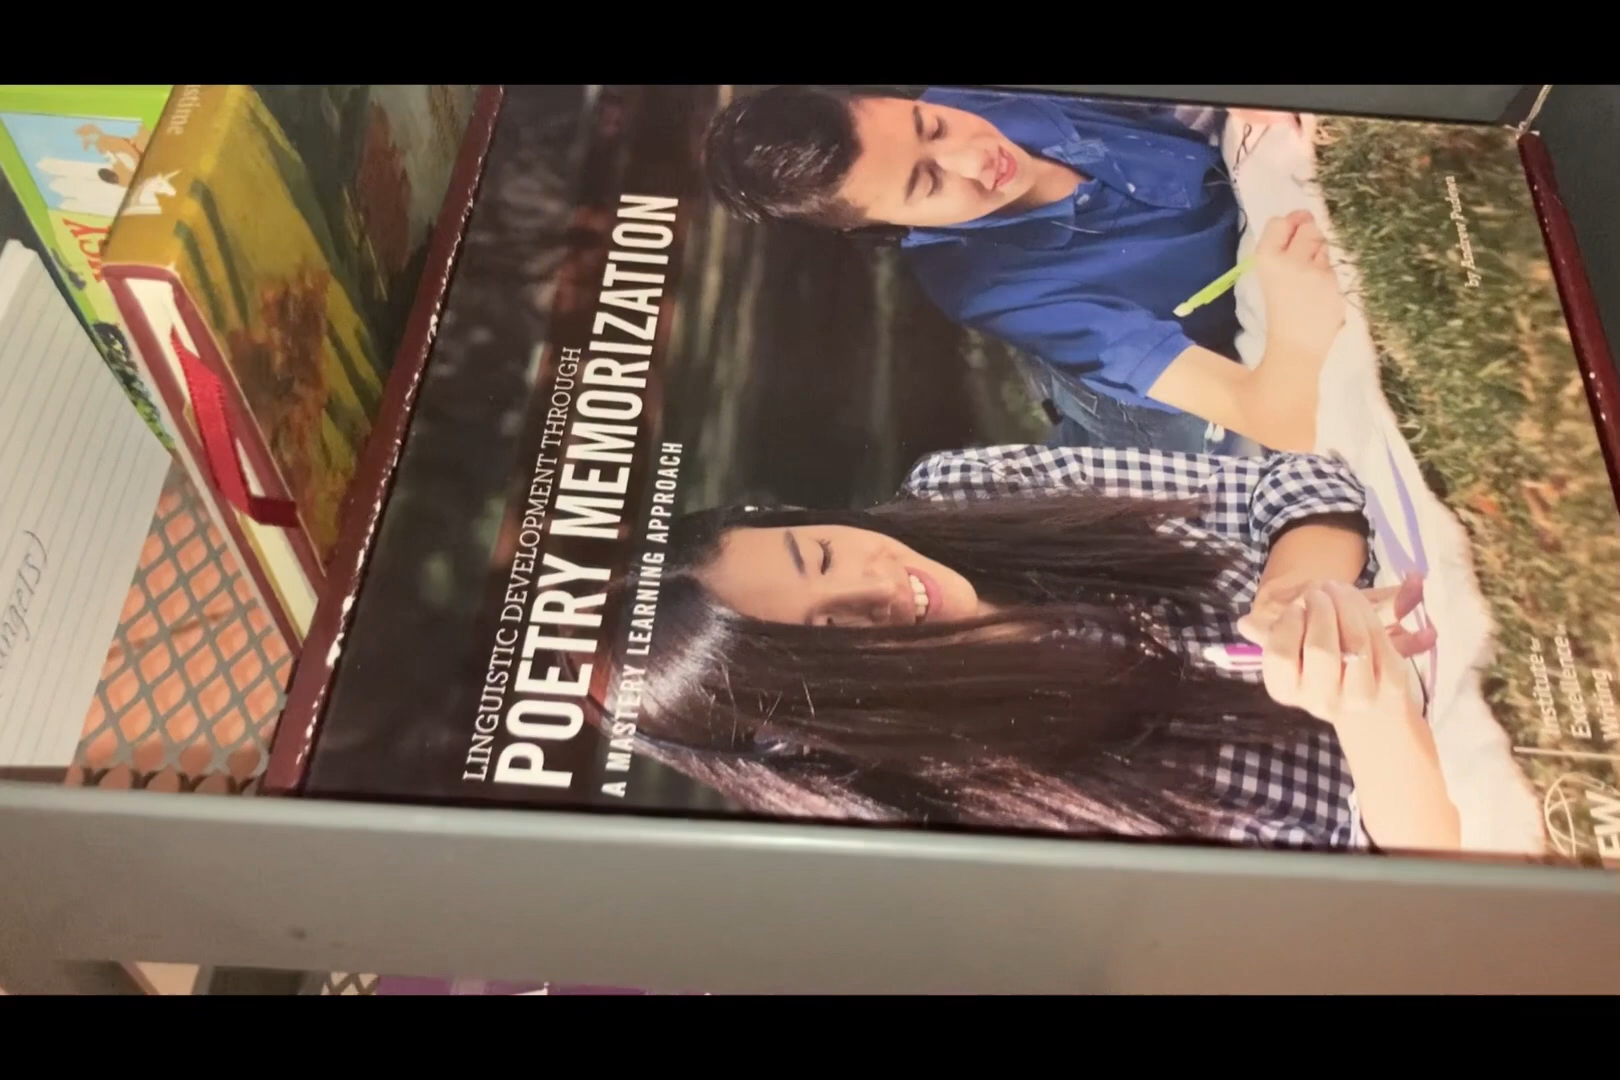 LINGUISTIC DEVELOPMENT THROUGH
POETRY MEMORIZATION
A MASTERY LEARNING APPROACH
by Andrew Pudewa
Institute for
Excellence in
Writing